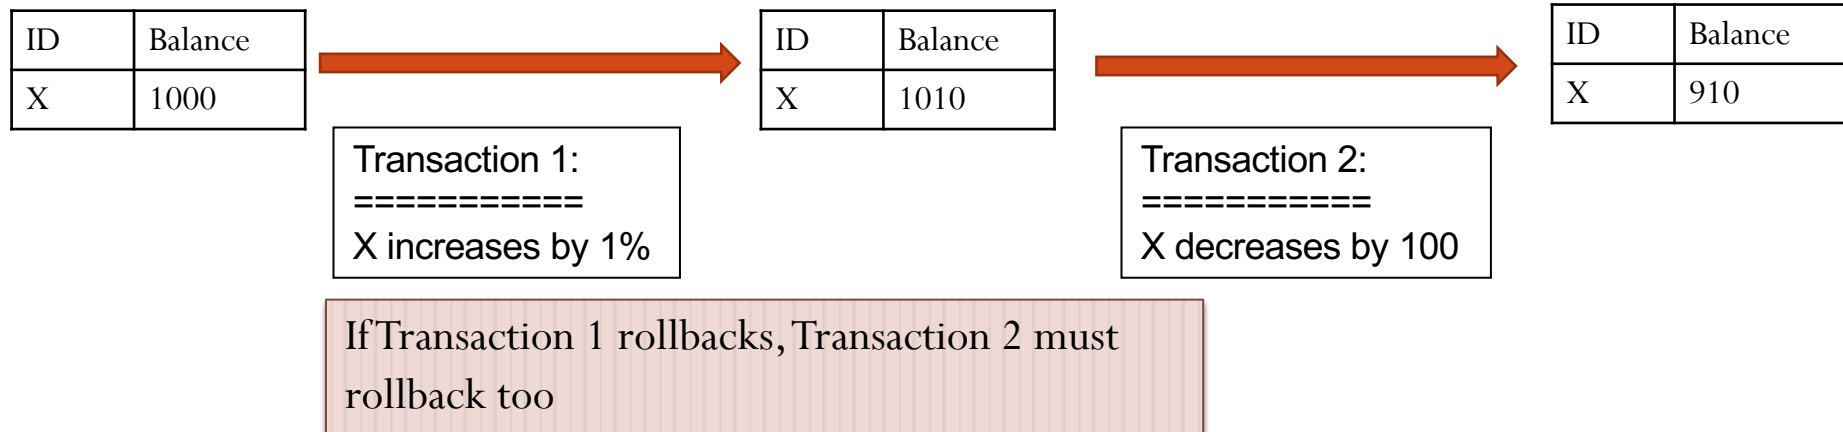 ID Balance
X 1000
ID Balance
X 1010
ID Balance
X 910
Transaction 1:
===========
X increases by 1%
Transaction 2:
===========
X decreases by 100
If Transaction 1 rollbacks, Transaction 2 must
rollback too